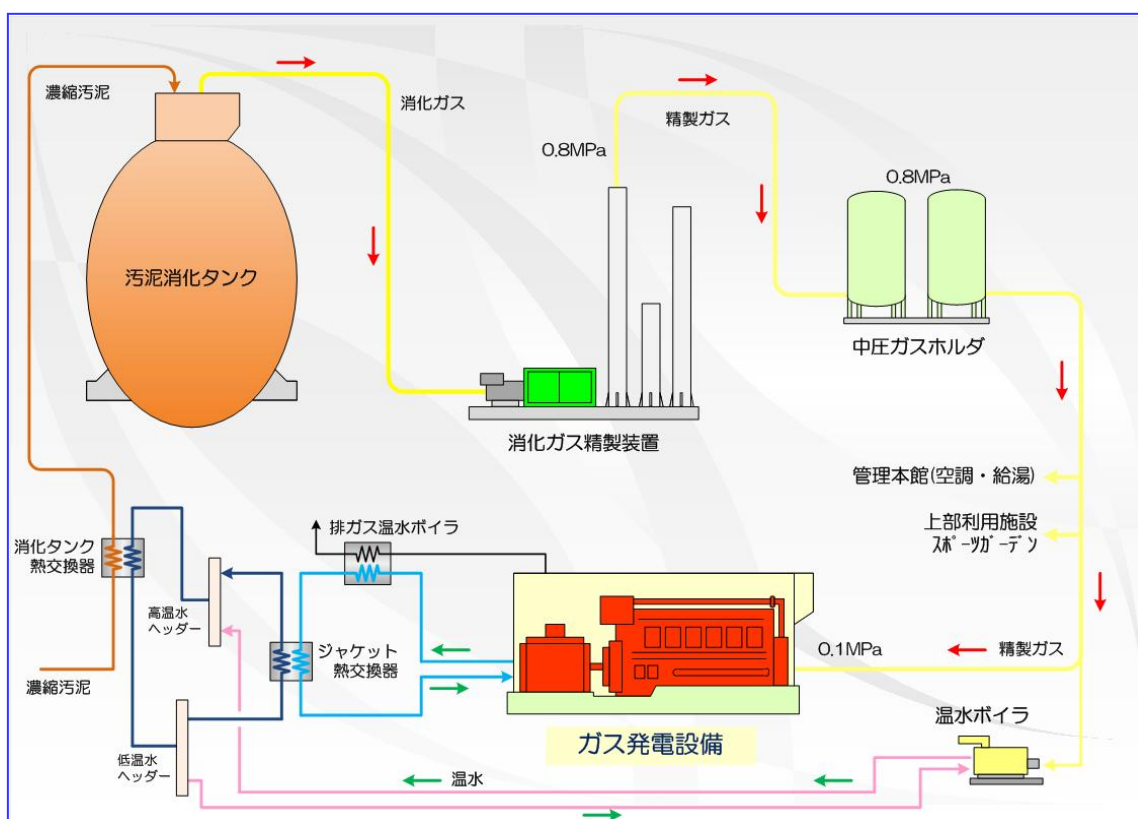 濃縮汚泥
消化ガス
精製ガス
0.8MPa
0.8MPa
汚泥消化タンク
中圧ガスホルダ
消化ガス精製装置
管理本館(空調・給湯)
上部利用施設
ｽﾎﾟｰﾂｶﾞｰﾃﾞﾝ
排ガス温水ボイラ
消化タンク
熱交換器
高温水
ヘッダー
ジャケット
熱交換器
0.1MPa
精製ガス
濃縮汚泥
温水ボイラ
ガス発電設備
低温水
ヘッダー
温水